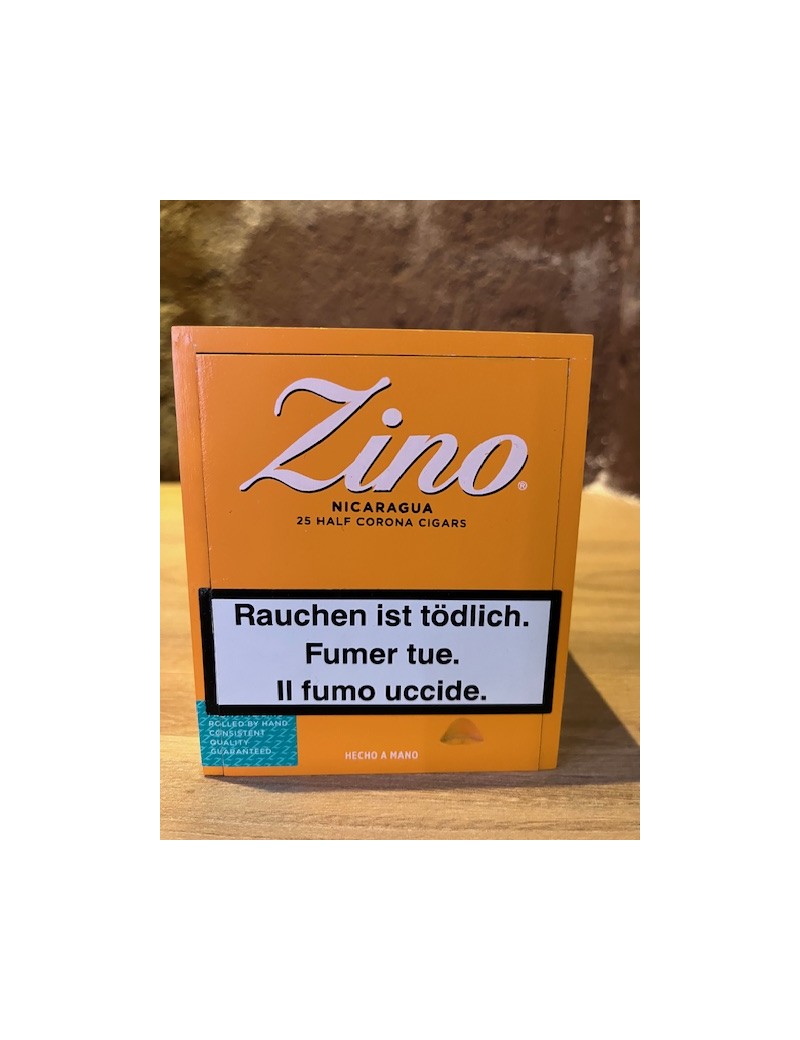 Zino®
NICARAGUA
25 HALF CORONA CIGARS
Rauchen ist tödlich.
Fumer tue.
Il fumo uccide.
ROLLED BY HAND
CONSISTENT
QUALITY
GUARANTEED
HECHO A MANO